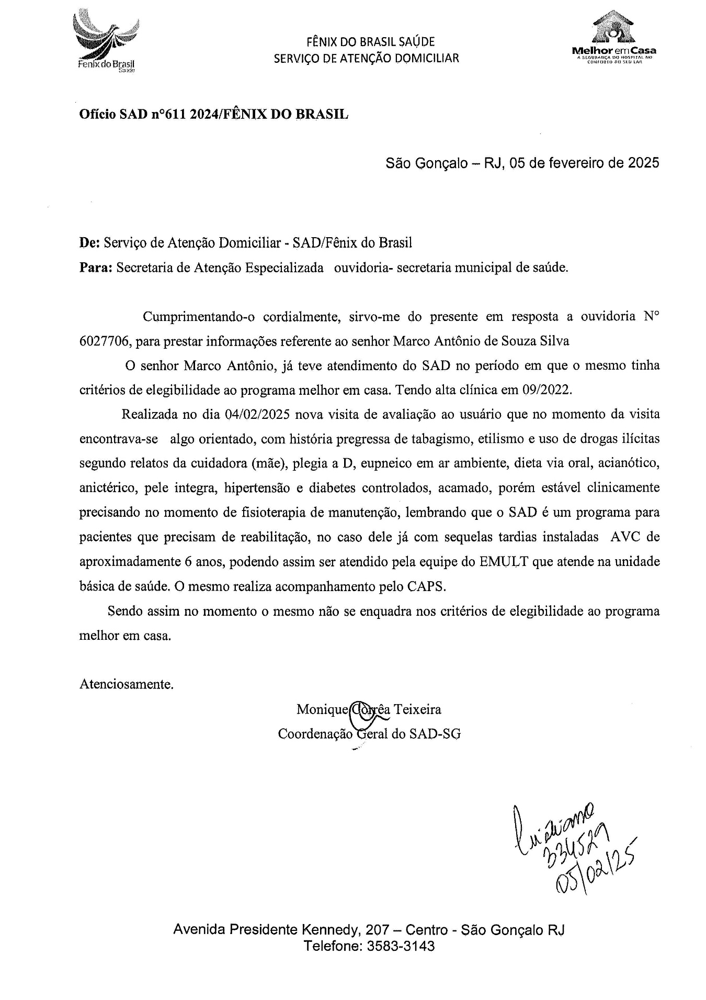 Fenix do Brasil
Saúde
FÊNIX DO BRASIL SAÚDE
SERVIÇO DE ATENÇÃO DOMICILIAR
Melhor em Casa
A SEGURANÇA DO HOSPITAL NO
CONFORTO DO SEU LAR
Ofício SAD n°611 2024/FÊNIX DO BRASIL
São Gonçalo – RJ, 05 de fevereiro de 2025
De: Serviço de Atenção Domiciliar - SAD/Fênix do Brasil
Para: Secretaria de Atenção Especializada ouvidoria- secretaria municipal de saúde.
Cumprimentando-o cordialmente, sirvo-me do presente em resposta a ouvidoria N°
6027706, para prestar informações referente ao senhor Marco Antônio de Souza Silva
O senhor Marco Antônio, já teve atendimento do SAD no período em que o mesmo tinha
critérios de elegibilidade ao programa melhor em casa. Tendo alta clínica em 09/2022.
Realizada no dia 04/02/2025 nova visita de avaliação ao usuário que no momento da visita
encontrava-se algo orientado, com história pregressa de tabagismo, etilismo e uso de drogas ilícitas
segundo relatos da cuidadora (mãe), plegia a D, eupneico em ar ambiente, dieta via oral, acianótico,
anictérico, pele integra, hipertensão e diabetes controlados, acamado, porém estável clinicamente
precisando no momento de fisioterapia de manutenção, lembrando que o SAD é um programa para
pacientes que precisam de reabilitação, no caso dele já com sequelas tardias instaladas AVC de
aproximadamente 6 anos, podendo assim ser atendido pela equipe do EMULT que atende na unidade
básica de saúde. O mesmo realiza acompanhamento pelo CAPS.
Sendo assim no momento o mesmo não se enquadra nos critérios de elegibilidade ao programa
melhor em casa.
Atenciosamente.
Monique Corrêa Teixeira
Coordenação Geral do SAD-SG
334529
05/02/25
Avenida Presidente Kennedy, 207 – Centro - São Gonçalo RJ
Telefone: 3583-3143